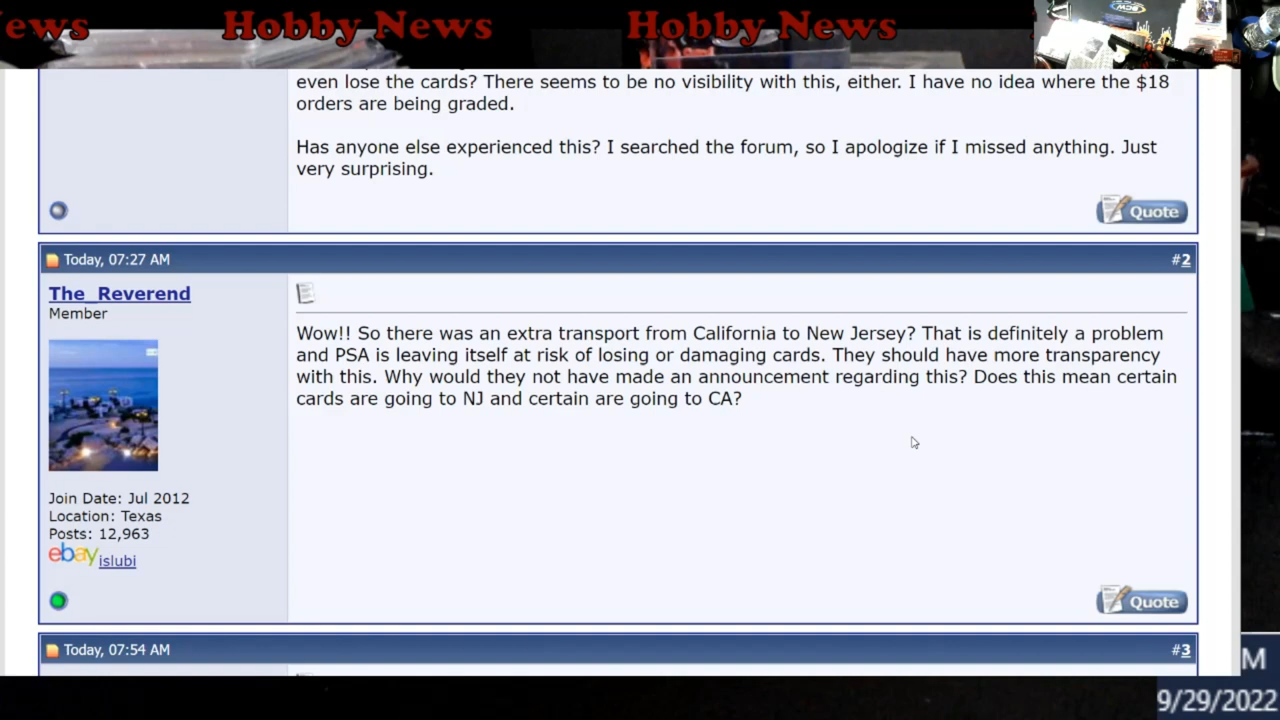 ews Hobby News Hobby News
even lose the cards? There seems to be no visibility with this, either. I have no idea where the $18
orders are being graded.
Has anyone else experienced this? I searched the forum, so I apologize if I missed anything. Just
very surprising.
Quote
Today, 07:27 AM #2
The_Reverend
Member
Wow!! So there was an extra transport from California to New Jersey? That is definitely a problem
and PSA is leaving itself at risk of losing or damaging cards. They should have more transparency
with this. Why would they not have made an announcement regarding this? Does this mean certain
cards are going to NJ and certain are going to CA?
Join Date: Jul 2012
Location: Texas
Posts: 12,963
ebay islubi
Quote
Today, 07:54 AM #3
M
9/29/2022